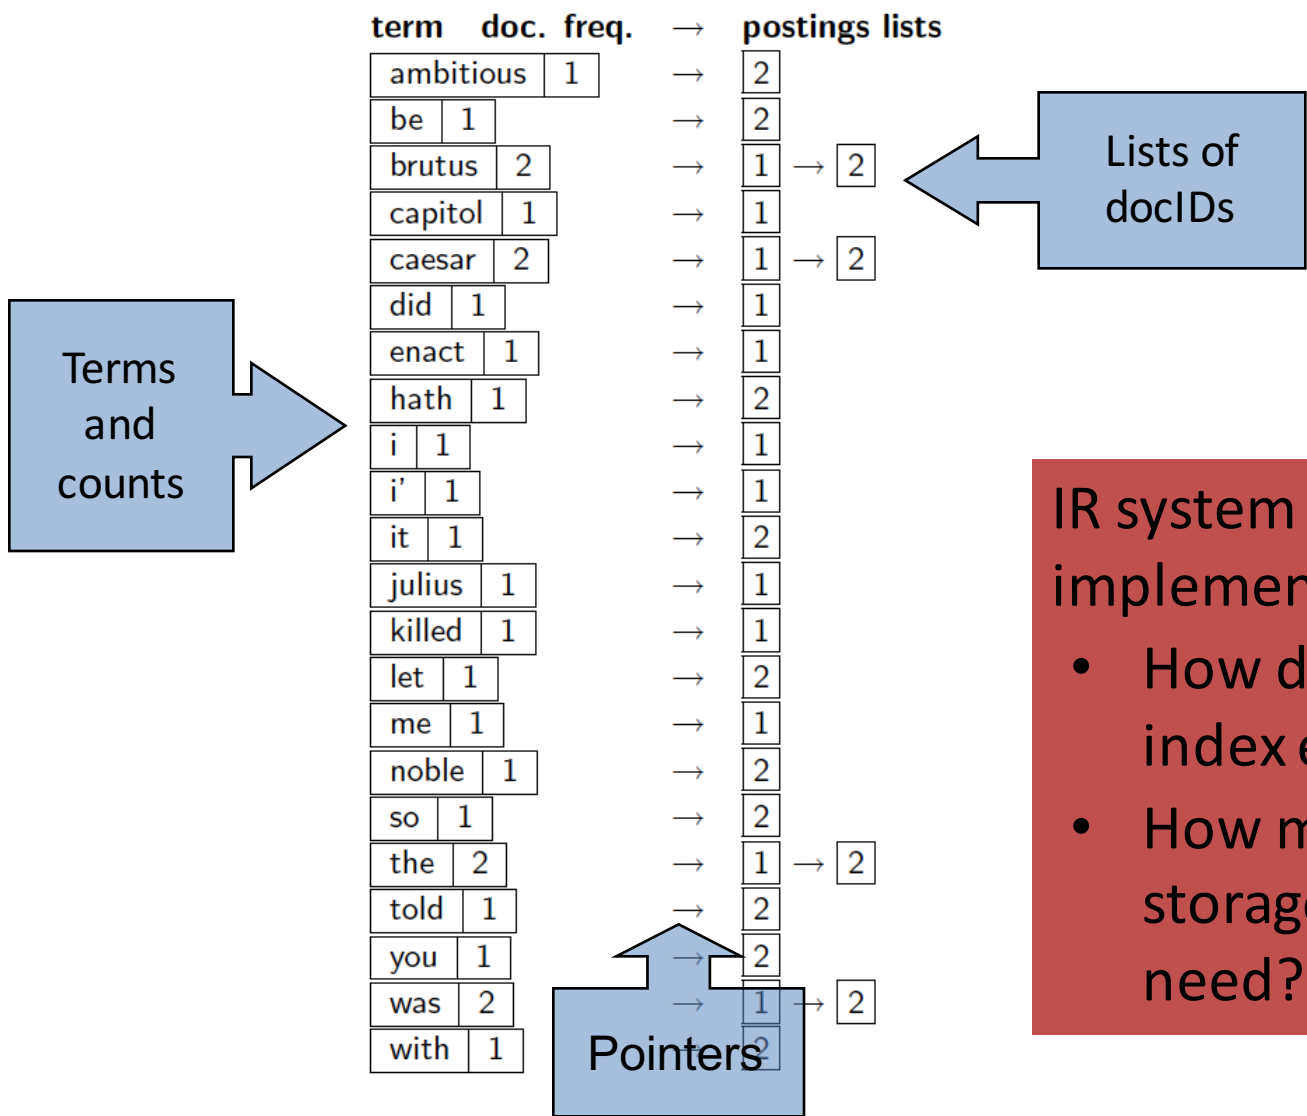 term doc. freq. → postings lists
ambitious 1 → 2
be 1 → 2
brutus 2 → 1 → 2
capitol 1 → 1
caesar 2 → 1 → 2
did 1 → 1
enact 1 → 1
hath 1 → 2
i 1 → 1
i' 1 → 1
it 1 → 2
julius 1 → 1
killed 1 → 1
let 1 → 2
me 1 → 1
noble 1 → 2
so 1 → 2
the 2 → 1 → 2
told 1 → 2
you 1 → 2
was 2 → 1 → 2
with 1 → 2
Terms
and
counts
Lists of
docIDs
Pointers
IR system
implemen
• How d
index e
• How m
storage
need?